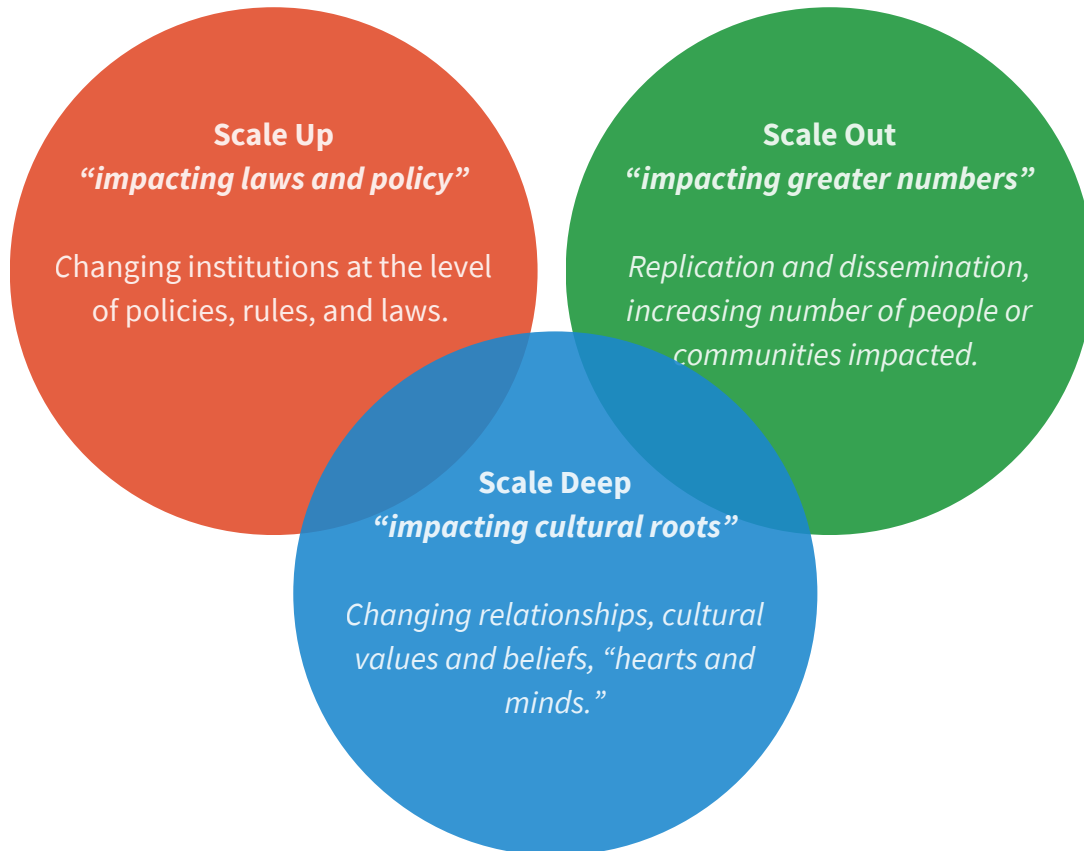 Scale Up
“impacting laws and policy”
Changing institutions at the level
of policies, rules, and laws.
Scale Out
“impacting greater numbers”
Replication and dissemination,
increasing number of people or
communities impacted.
Scale Deep
“impacting cultural roots”
Changing relationships, cultural
values and beliefs, “hearts and
minds.”